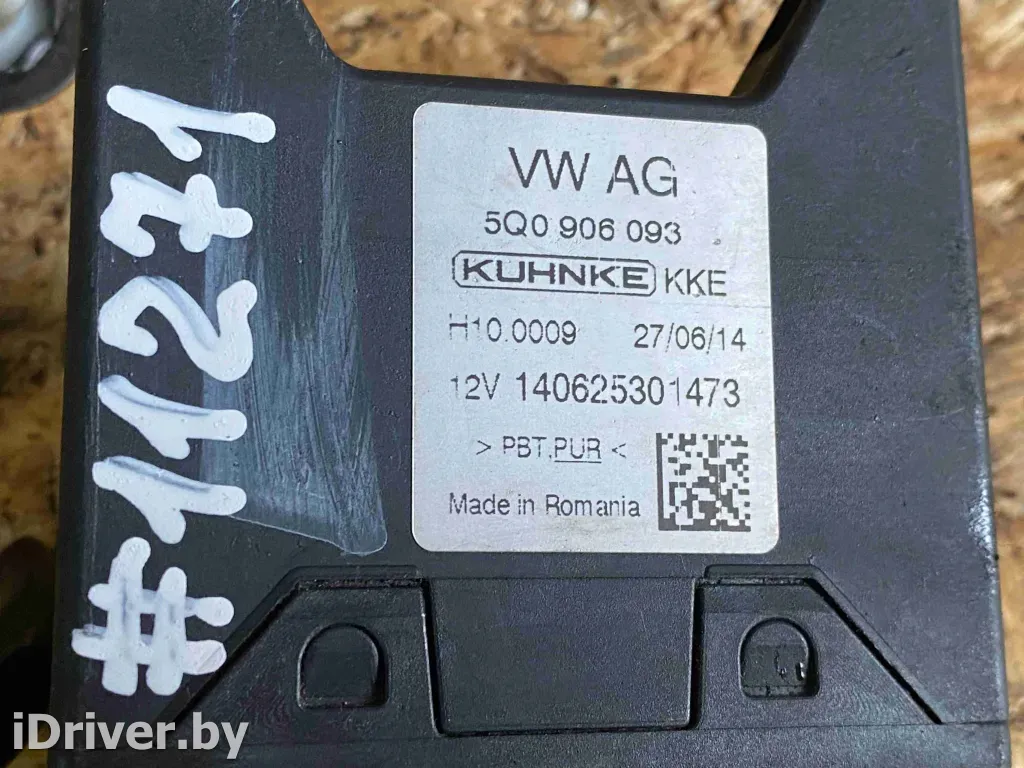 #11271
VW AG
5Q0 906 093
KUHNKE KKE
H10.0009 27/06/14
12V 140625301473
> PBT,PUR <
Made in Romania
iDriver.by